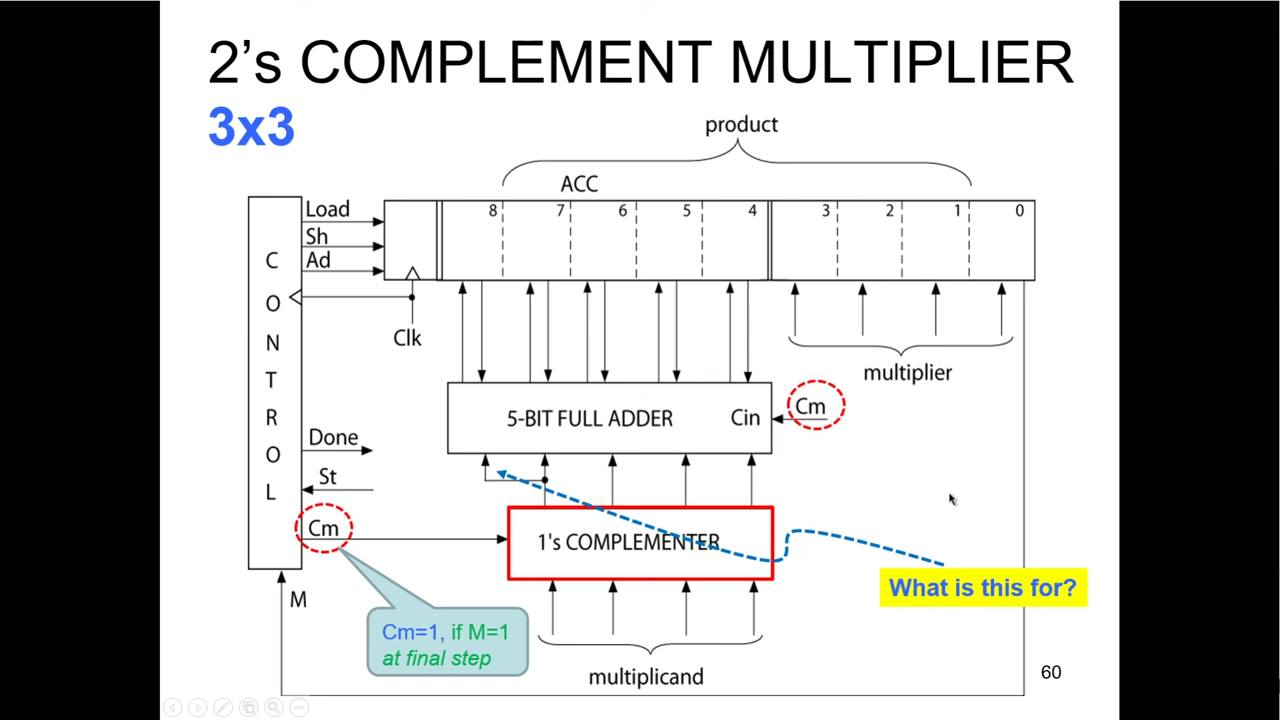 2's COMPLEMENT MULTIPLIER
3x3
product
ACC
8 7 6 5 4 3 2 1 0
Load
Sh
Ad
Clk
CONTROL
multiplier
5-BIT FULL ADDER Cin
Cm
Done
St
Cm
1's COMPLEMENTER
What is this for?
M
Cm=1, if M=1
at final step
multiplicand
60